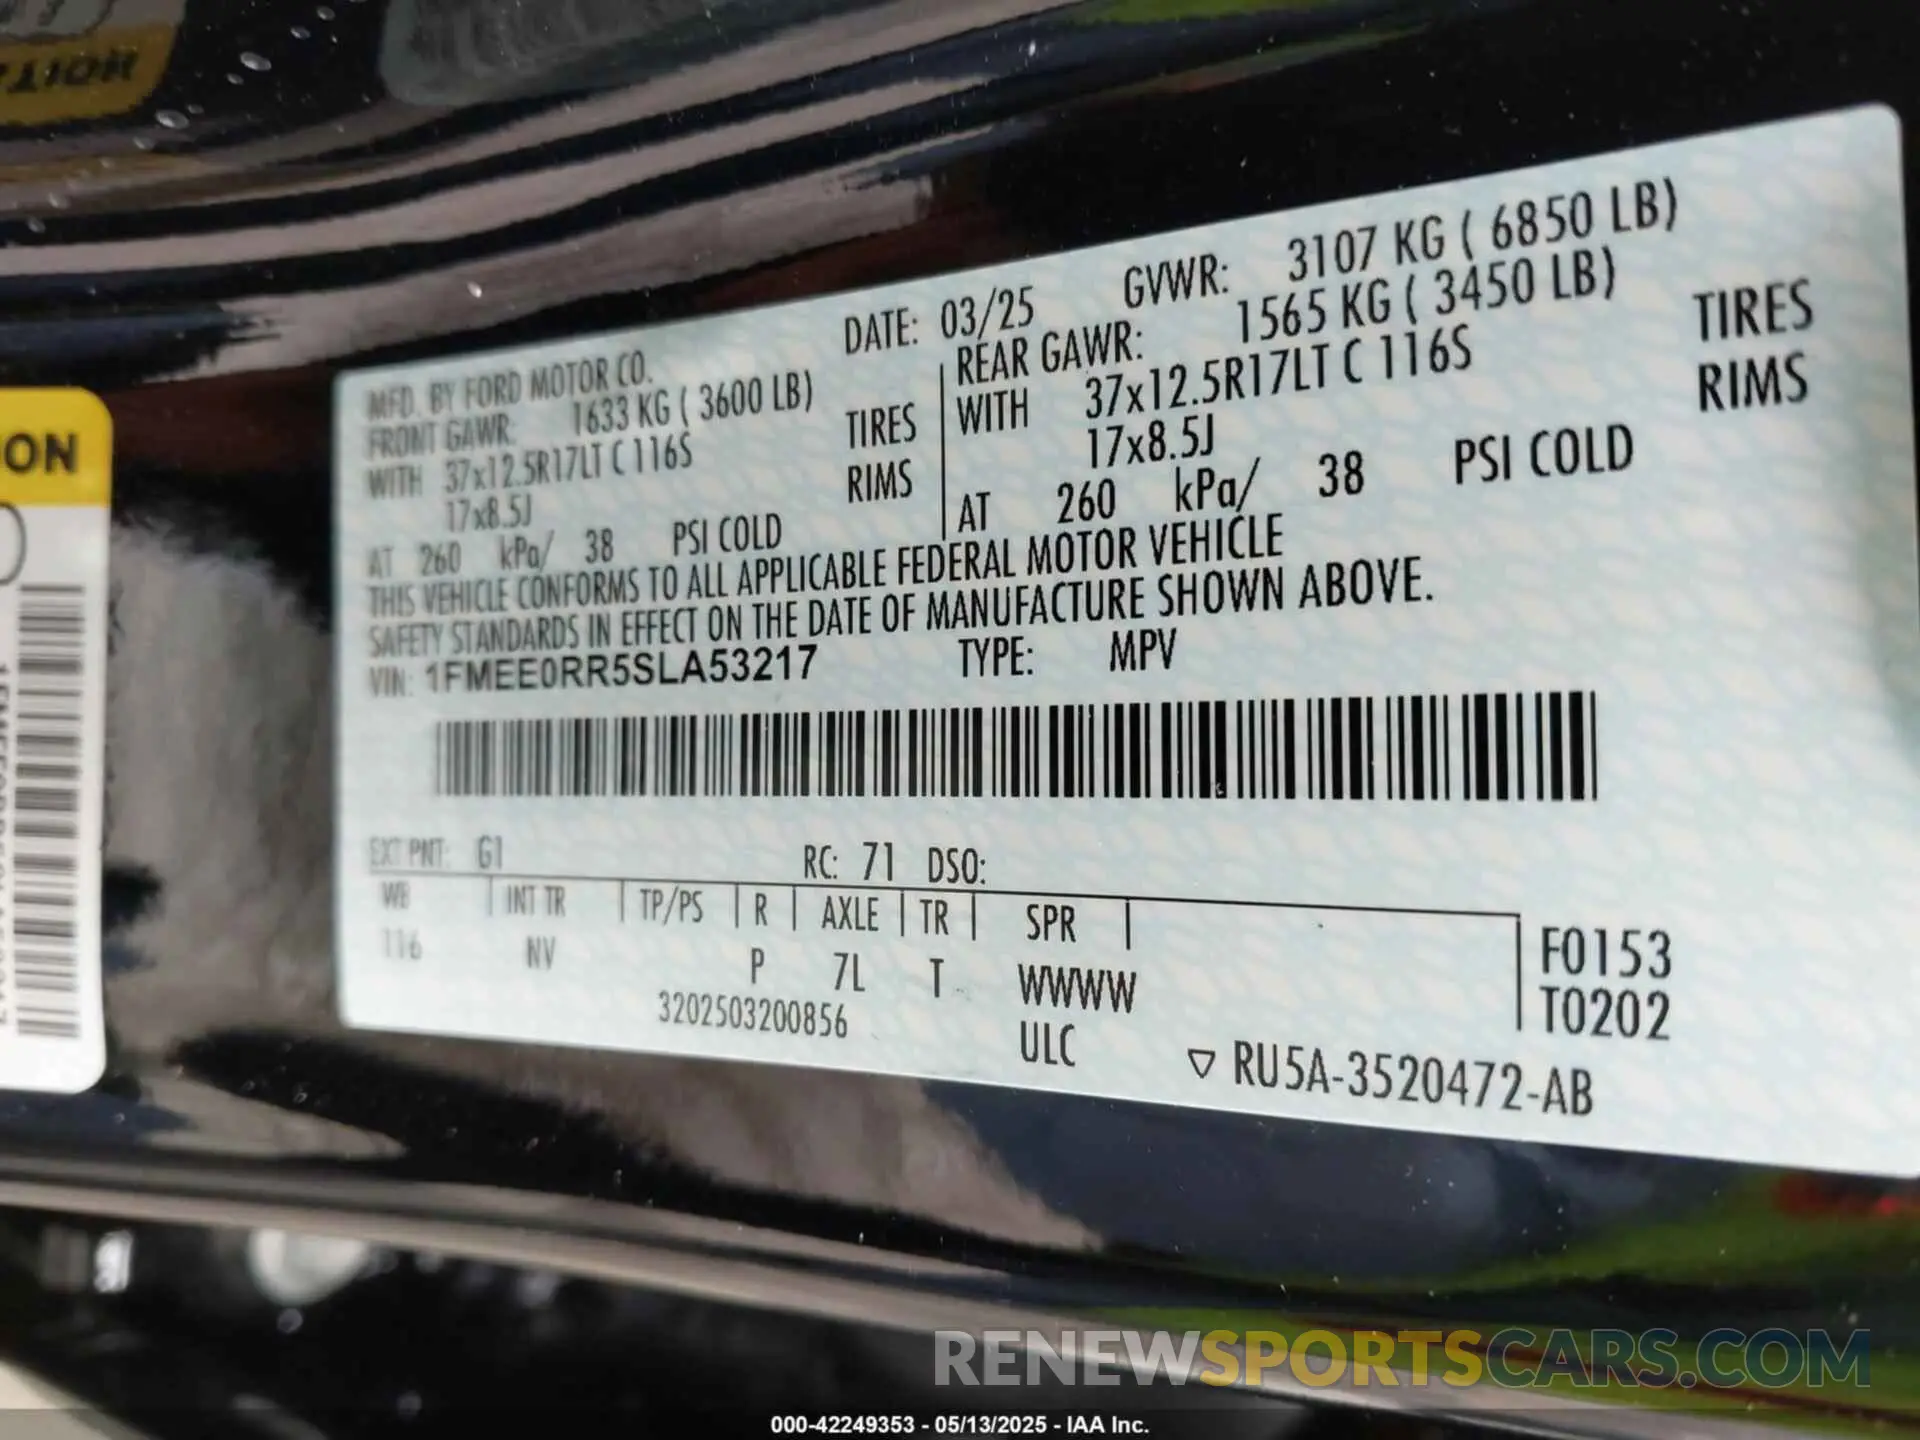 ON
MFD. BY FORD MOTOR CO.
DATE: 03/25
GVWR: 3107 KG ( 6850 LB)
FRONT GAWR: 1633 KG ( 3600 LB)
WITH 37x12.5R17LT C 116S TIRES
17x8.5J RIMS
AT 260 kPa/ 38 PSI COLD
REAR GAWR: 1565 KG ( 3450 LB)
WITH 37x12.5R17LT C 116S TIRES
17x8.5J RIMS
AT 260 kPa/ 38 PSI COLD
THIS VEHICLE CONFORMS TO ALL APPLICABLE FEDERAL MOTOR VEHICLE
SAFETY STANDARDS IN EFFECT ON THE DATE OF MANUFACTURE SHOWN ABOVE.
VIN: 1FMEE0RR5SLA53217 TYPE: MPV
EXT PNT: G1 RC: 71 DSO:
WB | INT TR | TP/PS | R | AXLE | TR | SPR |
116 NV P 7L T WWWW
F0153
T0202
3202503200856 ULC
▽ RU5A-3520472-AB
RENEWSPORTSCARS.COM
000-42249353 - 05/13/2025 - IAA Inc.